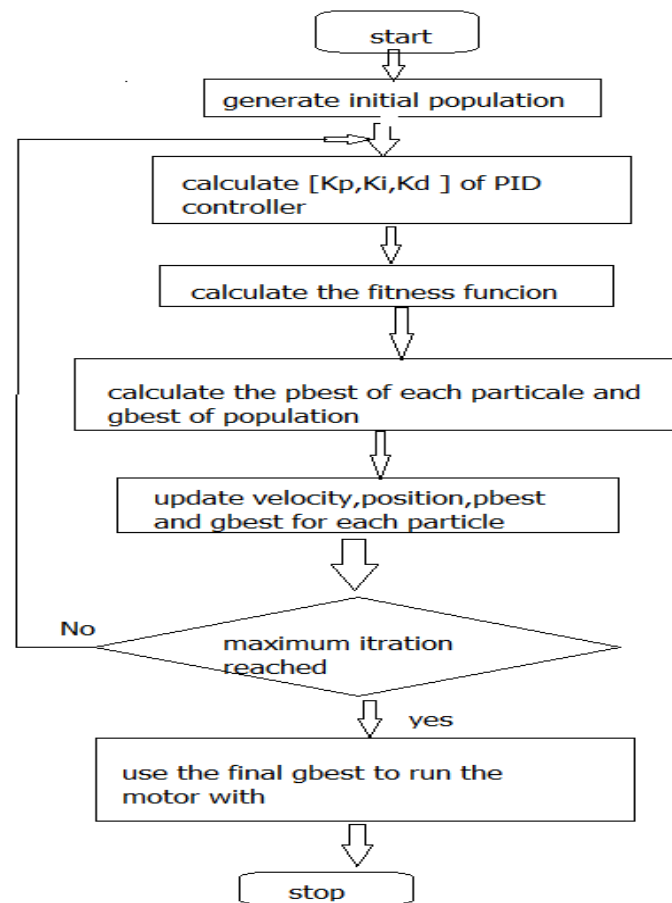 start
generate initial population
calculate [Kp,Ki,Kd ] of PID
controller
calculate the fitness funcion
calculate the pbest of each particale and
gbest of population
update velocity,position,pbest
and gbest for each particle
No
maximum itration
reached
yes
use the final gbest to run the
motor with
stop